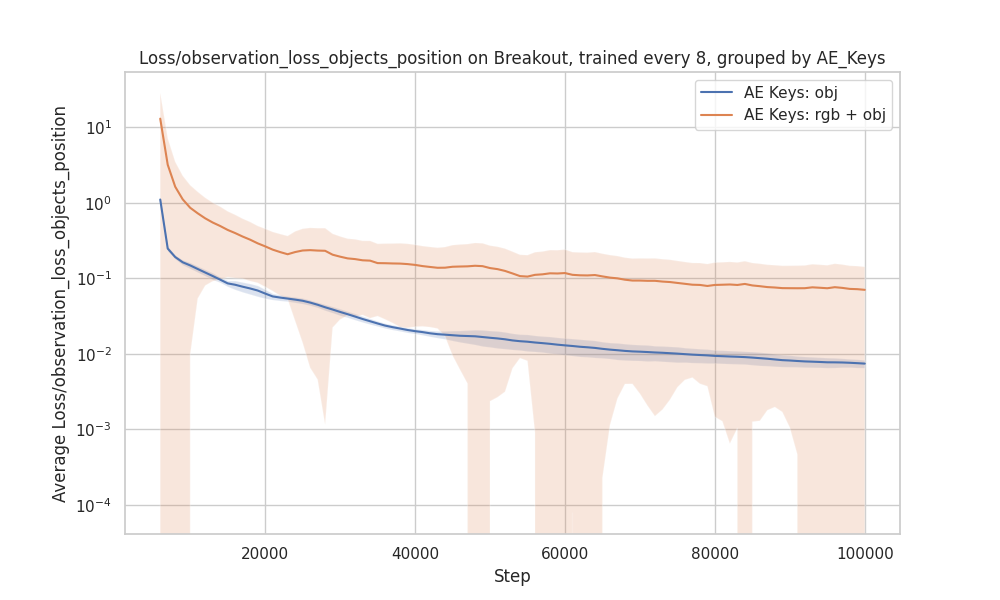 Loss/observation_loss_objects_position on Breakout, trained every 8, grouped by AE_Keys
AE Keys: obj
AE Keys: rgb + obj
Average Loss/observation_loss_objects_position
10¹
10⁰
10⁻¹
10⁻²
10⁻³
10⁻⁴
20000 40000 60000 80000 100000
Step